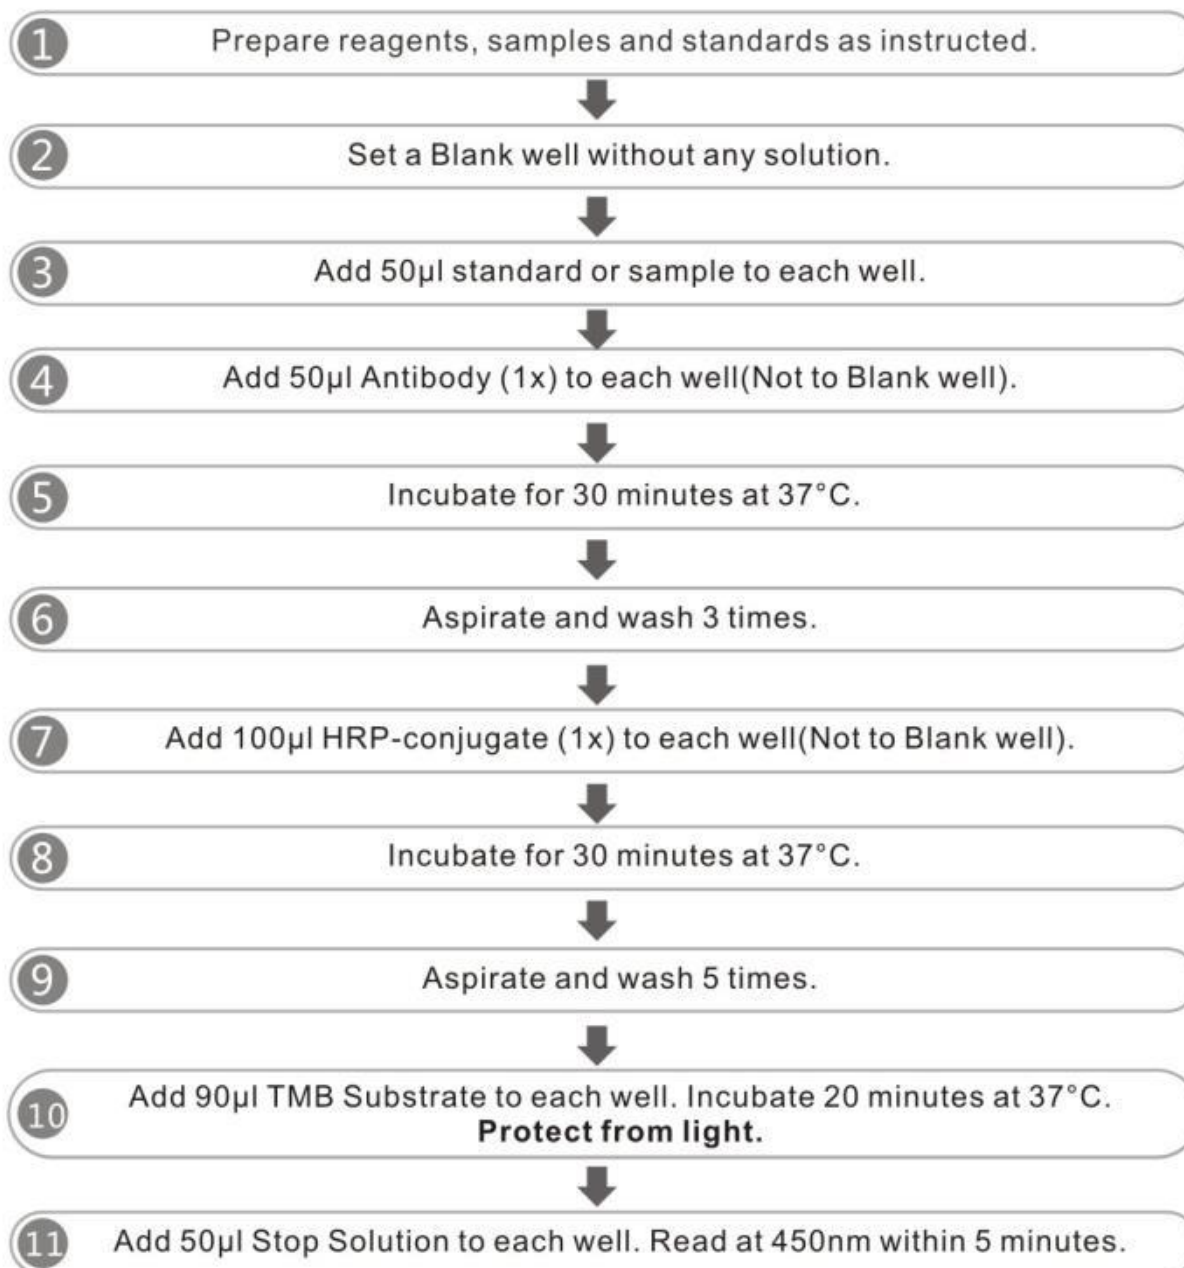 1 Prepare reagents, samples and standards as instructed.
2 Set a Blank well without any solution.
3 Add 50µl standard or sample to each well.
4 Add 50µl Antibody (1x) to each well(Not to Blank well).
5 Incubate for 30 minutes at 37°C.
6 Aspirate and wash 3 times.
7 Add 100µl HRP-conjugate (1x) to each well(Not to Blank well).
8 Incubate for 30 minutes at 37°C.
9 Aspirate and wash 5 times.
10 Add 90µl TMB Substrate to each well. Incubate 20 minutes at 37°C.
Protect from light.
11 Add 50µl Stop Solution to each well. Read at 450nm within 5 minutes.